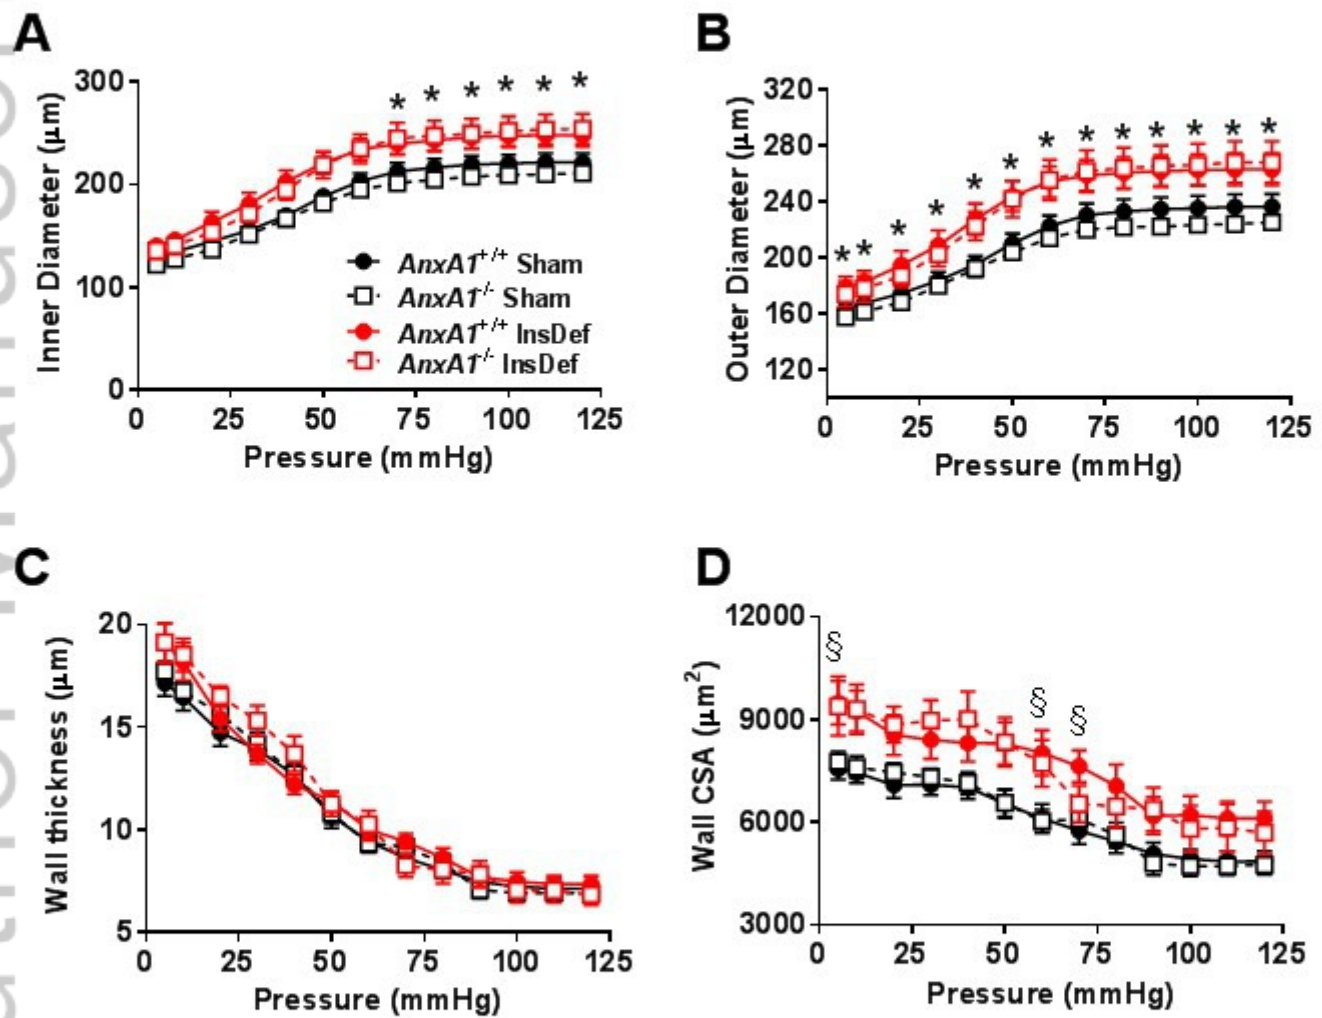 A
B
300
200
100
0
Inner Diameter (μm)
* * * * * *
AnxA1+/+ Sham
AnxA1-/- Sham
AnxA1+/+ InsDef
AnxA1-/- InsDef
0 25 50 75 100 125
Pressure (mmHg)
320
280
240
200
160
120
Outer Diameter (μm)
* * * * * * * * * * * * *
0 25 50 75 100 125
Pressure (mmHg)
C
D
20
15
10
5
Wall thickness (μm)
0 25 50 75 100 125
Pressure (mmHg)
12000
9000
6000
3000
Wall CSA (μm²)
§ § §
0 25 50 75 100 125
Pressure (mmHg)